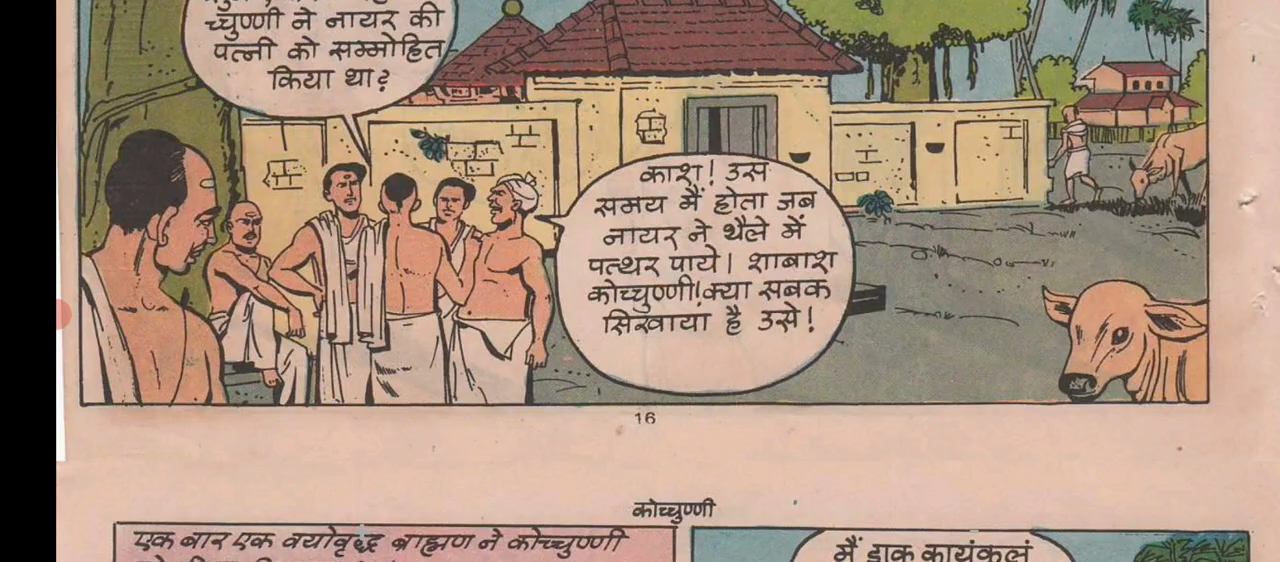 च्चुण्णी ने नायर की
पत्नी को सम्मोहित
किया था?
काश! उस
समय मैं होता जब
नायर ने थैले में
पत्थर पाये। शाबाश
कोच्चुण्णी! क्या सबक
सिखाया है उसे!
16
कोच्चुण्णी
एक बार एक वयोवृद्ध ब्राह्मण ने कोच्चुण्णी
मैं डाकू कायंकुलं